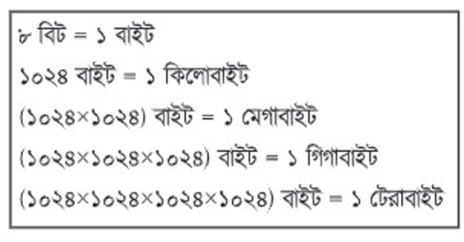 ৮ বিট = ১ বাইট
১০২৪ বাইট = ১ কিলোবাইট
(১০২৪×১০২৪) বাইট = ১ মেগাবাইট
(১০২৪×১০২৪×১০২৪) বাইট = ১ গিগাবাইট
(১০২৪×১০২৪×১০২৪×১০২৪) বাইট = ১ টেরাবাইট